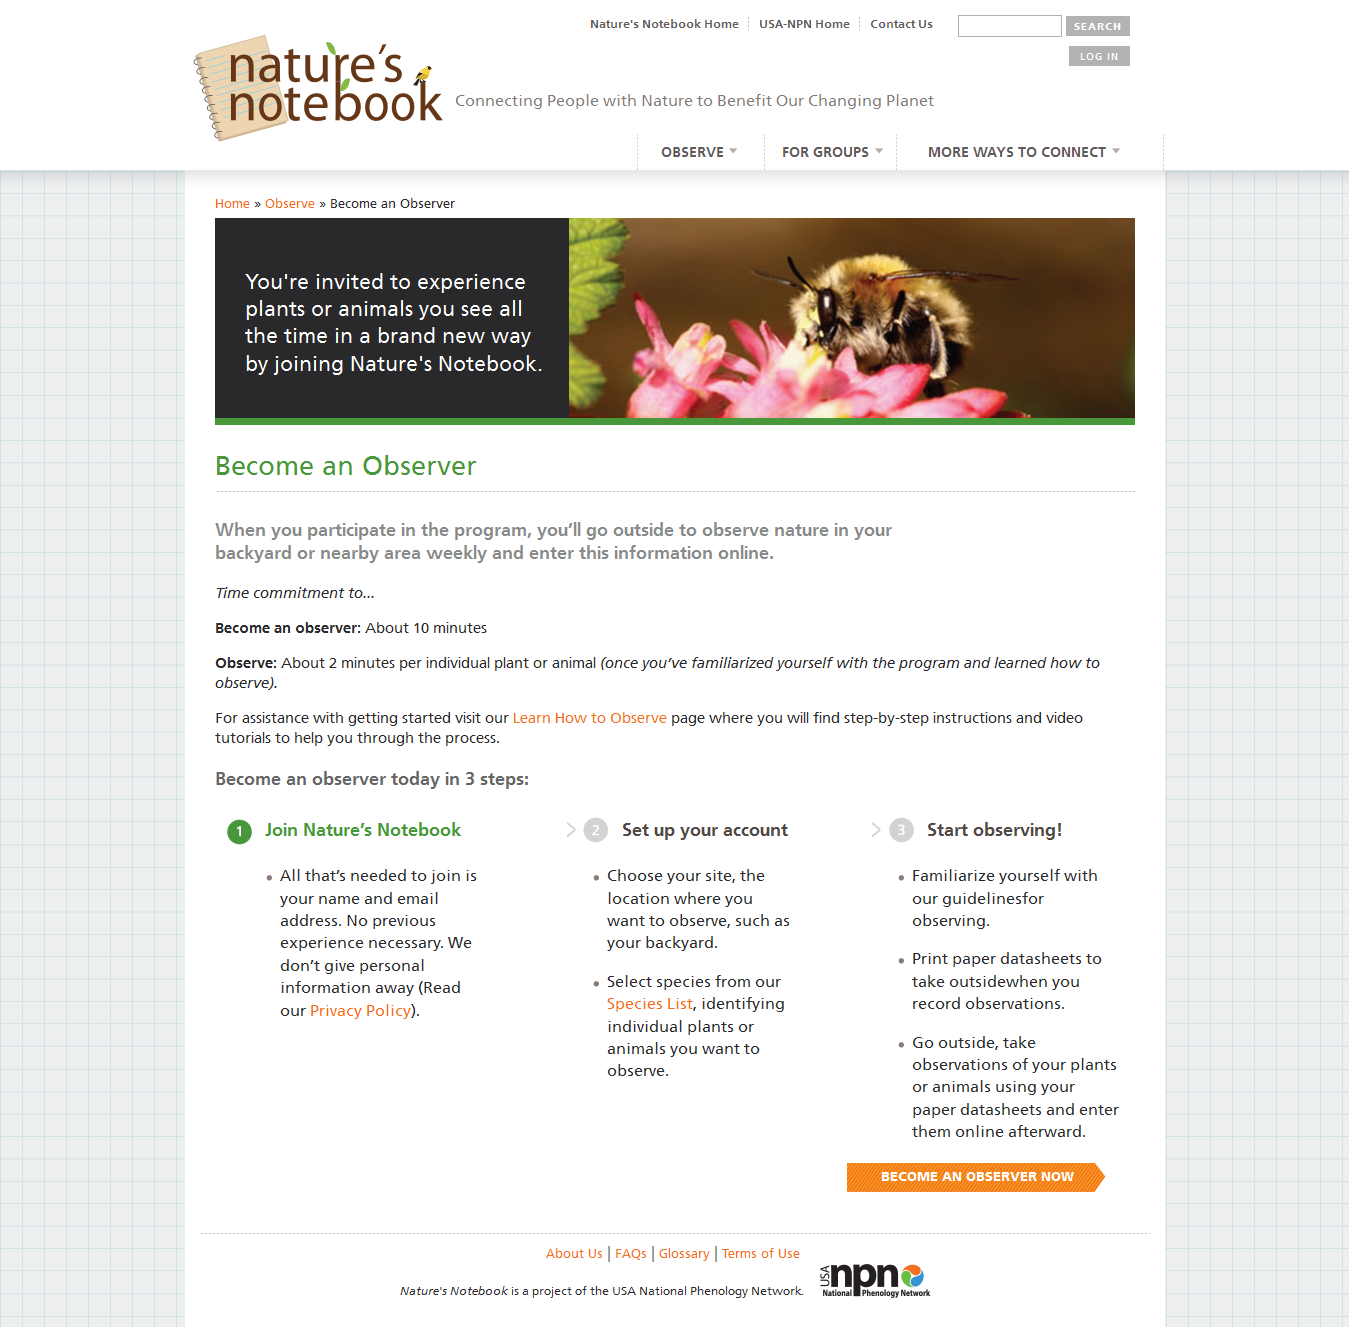 Nature's Notebook Home
USA-NPN Home
Contact Us
SEARCH
LOG IN
nature's
notebook
Connecting People with Nature to Benefit Our Changing Planet
OBSERVE
FOR GROUPS
MORE WAYS TO CONNECT
Home » Observe » Become an Observer
You're invited to experience
plants or animals you see all
the time in a brand new way
by joining Nature's Notebook.
Become an Observer
When you participate in the program, you’ll go outside to observe nature in your
backyard or nearby area weekly and enter this information online.
Time commitment to...
Become an observer: About 10 minutes
Observe: About 2 minutes per individual plant or animal (once you’ve familiarized yourself with the program and learned how to
observe).
For assistance with getting started visit our Learn How to Observe page where you will find step-by-step instructions and video
tutorials to help you through the process.
Become an observer today in 3 steps:
1 Join Nature’s Notebook
• All that’s needed to join is
your name and email
address. No previous
experience necessary. We
don’t give personal
information away (Read
our Privacy Policy).
2 Set up your account
• Choose your site, the
location where you
want to observe, such as
your backyard.
• Select species from our
Species List, identifying
individual plants or
animals you want to
observe.
3 Start observing!
• Familiarize yourself with
our guidelinesfor
observing.
• Print paper datasheets to
take outsidewhen you
record observations.
• Go outside, take
observations of your plants
or animals using your
paper datasheets and enter
them online afterward.
BECOME AN OBSERVER NOW
About Us | FAQs | Glossary | Terms of Use
Nature's Notebook is a project of the USA National Phenology Network.
USA npn
National Phenology Network